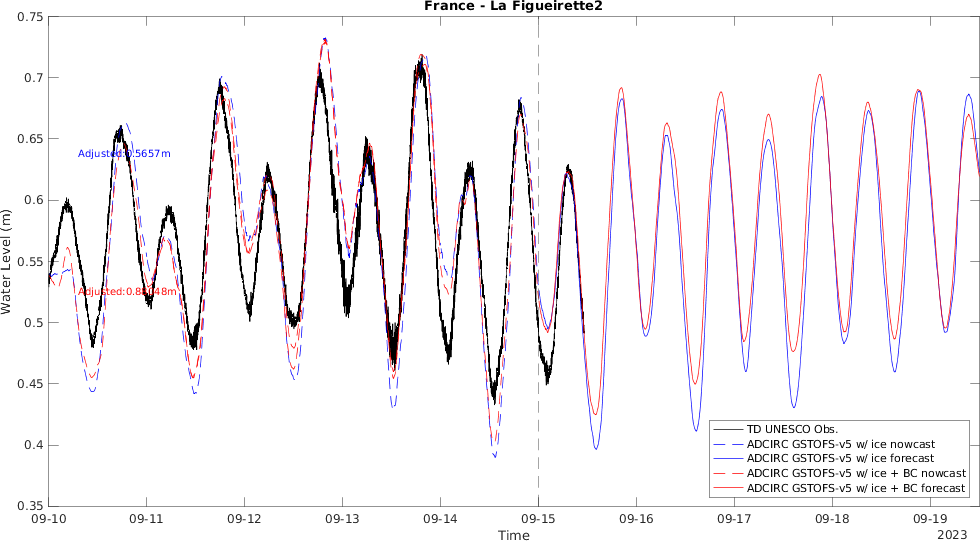 France - La Figueirette2
0.75
0.7
0.65
0.6
0.55
0.5
0.45
0.4
0.35
Water Level (m)
Adjusted:0.5657m
09-10
09-11
09-12
09-13
09-14
09-15
09-16
09-17
09-18
09-19
Time
2023
TD UNESCO Obs.
ADCIRC GSTOFS-v5 w/ ice nowcast
ADCIRC GSTOFS-v5 w/ ice forecast
ADCIRC GSTOFS-v5 w/ ice + BC nowcast
ADCIRC GSTOFS-v5 w/ ice + BC forecast